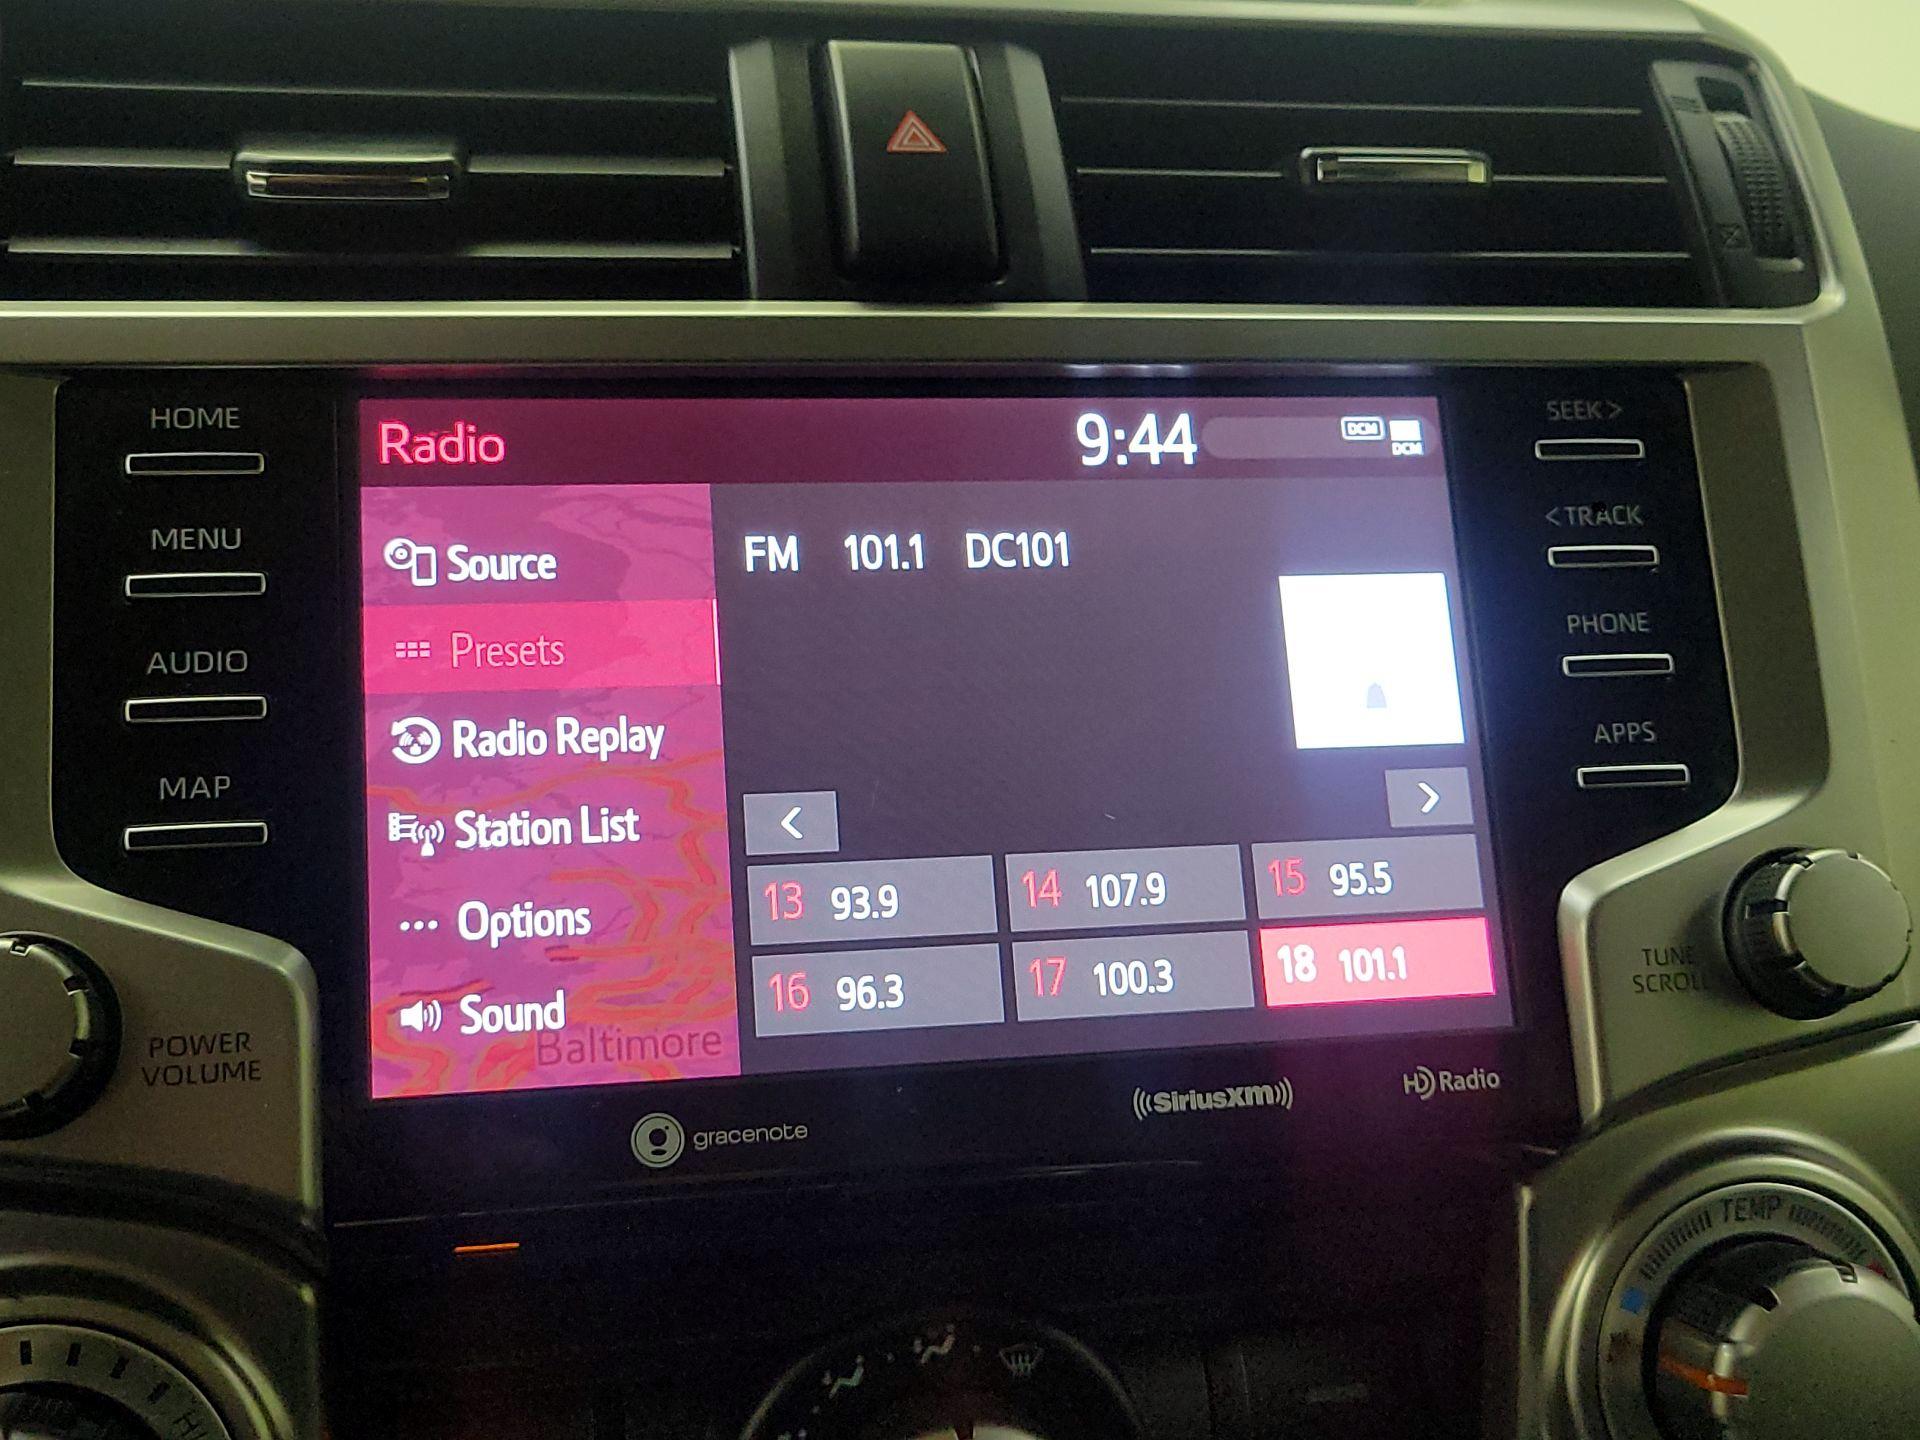 HOME
MENU
AUDIO
MAP
POWER
VOLUME
Radio
9:44
DCM
DCM
Source
Presets
Radio Replay
Station List
Options
Sound
Baltimore
FM 101.1 DC101
<
>
13 93.9
14 107.9
15 95.5
16 96.3
17 100.3
18 101.1
gracenote
SiriusXM
HD Radio
SEEK >
< TRACK
PHONE
APPS
TUNE
SCROLL
TEMP